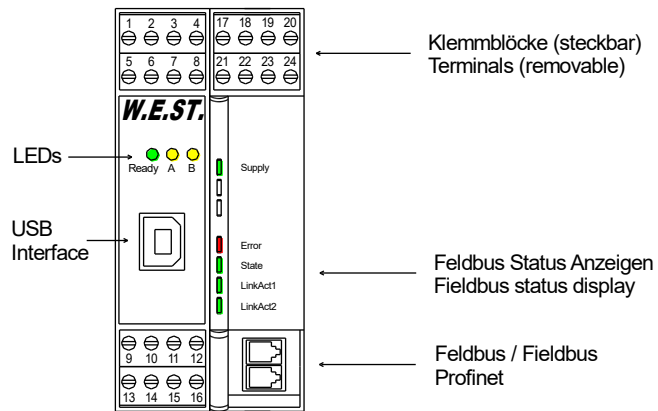 1 2 3 4 17 18 19 20
5 6 7 8 21 22 23 24
Klemmblöcke (steckbar)
Terminals (removable)
W.E.ST.
LEDs
Ready A B
Supply
USB
Interface
Error
State
LinkAct1
LinkAct2
Feldbus Status Anzeigen
Fieldbus status display
9 10 11 12
13 14 15 16
Feldbus / Fieldbus
Profinet